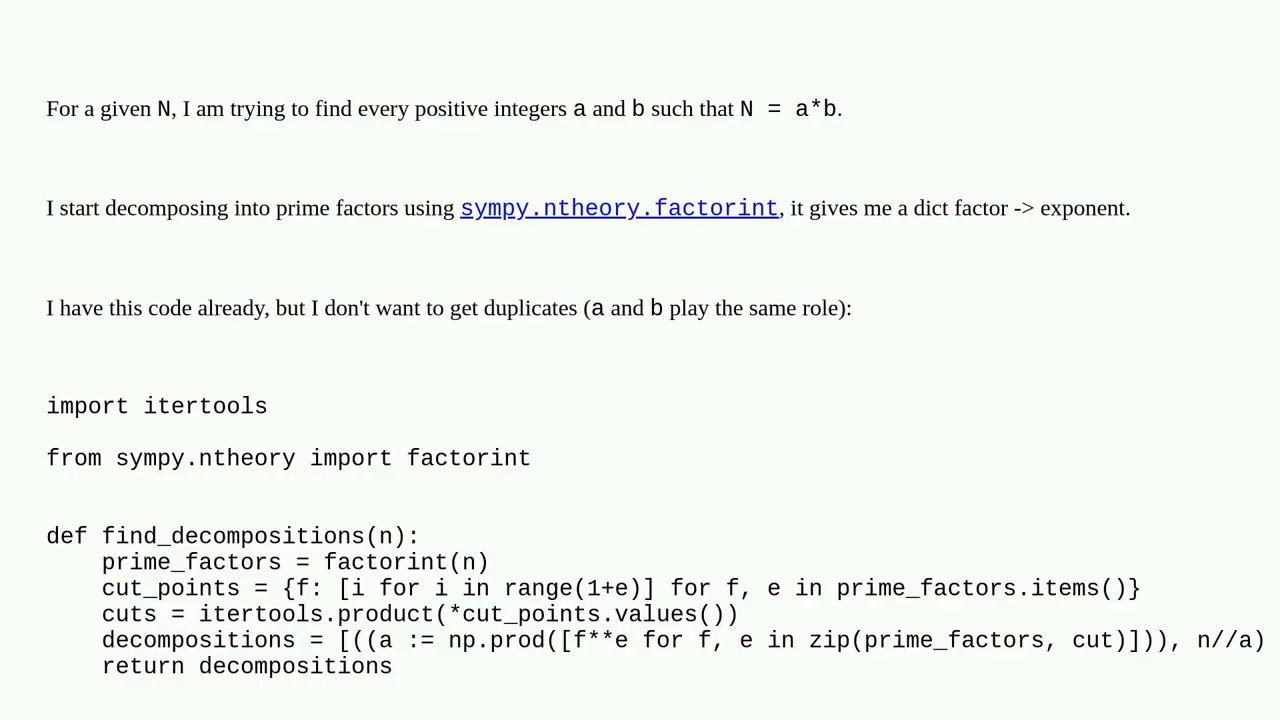 For a given N, I am trying to find every positive integers a and b such that N = a*b.
I start decomposing into prime factors using sympy.ntheory.factorint, it gives me a dict factor -> exponent.
I have this code already, but I don't want to get duplicates (a and b play the same role):
import itertools
from sympy.ntheory import factorint
def find_decompositions(n):
    prime_factors = factorint(n)
    cut_points = {f: [i for i in range(1+e)] for f, e in prime_factors.items()}
    cuts = itertools.product(*cut_points.values())
    decompositions = [((a := np.prod([f**e for f, e in zip(prime_factors, cut)])), n//a)
    return decompositions